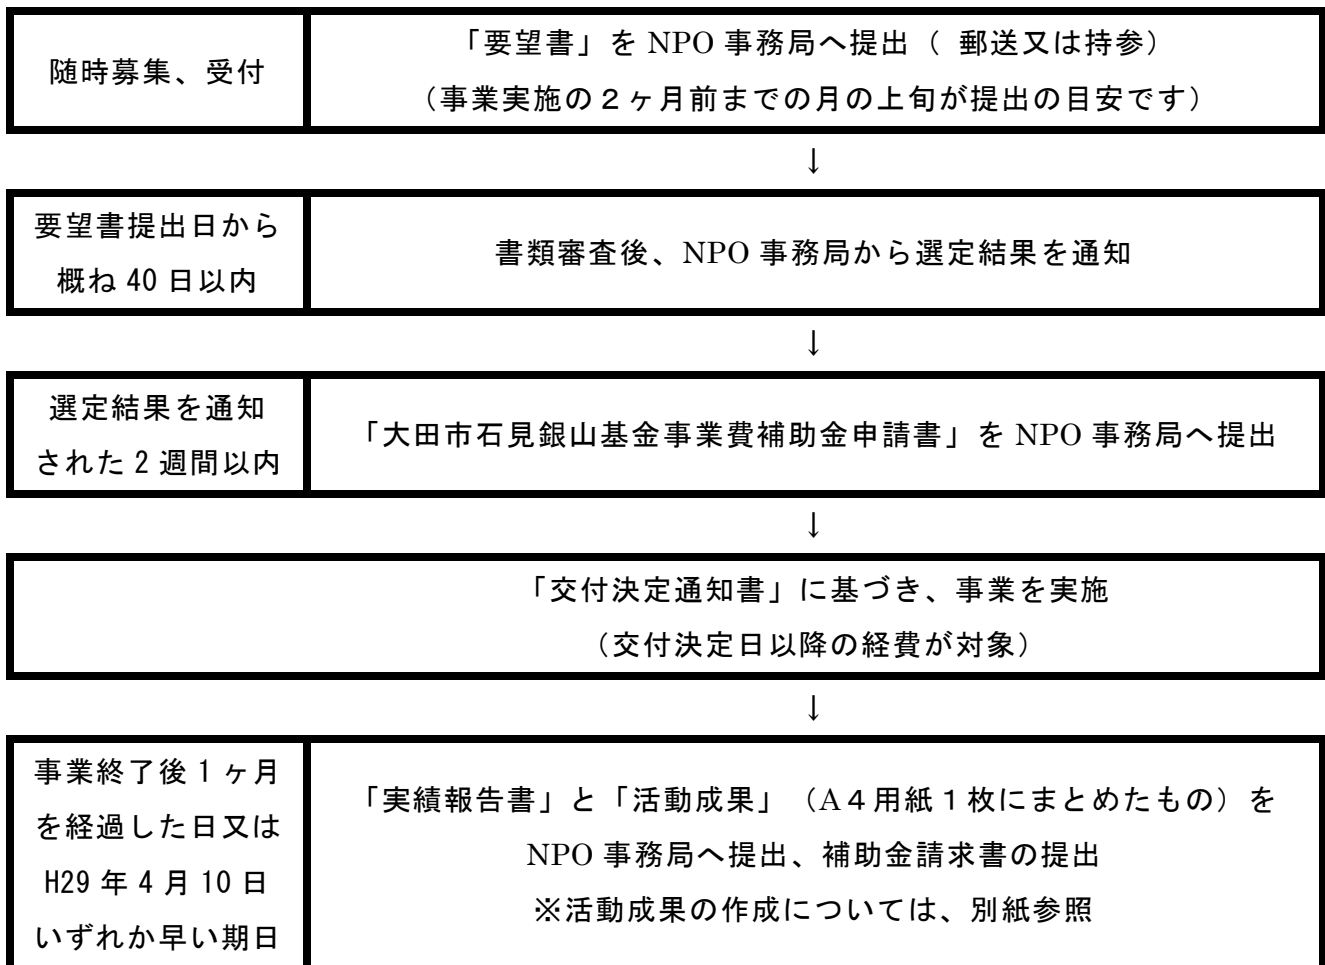 随時募集、受付
「要望書」を NPO 事務局へ提出（ 郵送又は持参）
（事業実施の２ヶ月前までの月の上旬が提出の目安です）
↓
要望書提出日から
概ね 40 日以内
書類審査後、NPO 事務局から選定結果を通知
↓
選定結果を通知
された 2 週間以内
「大田市石見銀山基金事業費補助金申請書」を NPO 事務局へ提出
↓
「交付決定通知書」に基づき、事業を実施
（交付決定日以降の経費が対象）
↓
事業終了後 1 ヶ月
を経過した日又は
H29 年 4 月 10 日
いずれか早い期日
「実績報告書」と「活動成果」（A４用紙１枚にまとめたもの）を
NPO 事務局へ提出、補助金請求書の提出
※活動成果の作成については、別紙参照